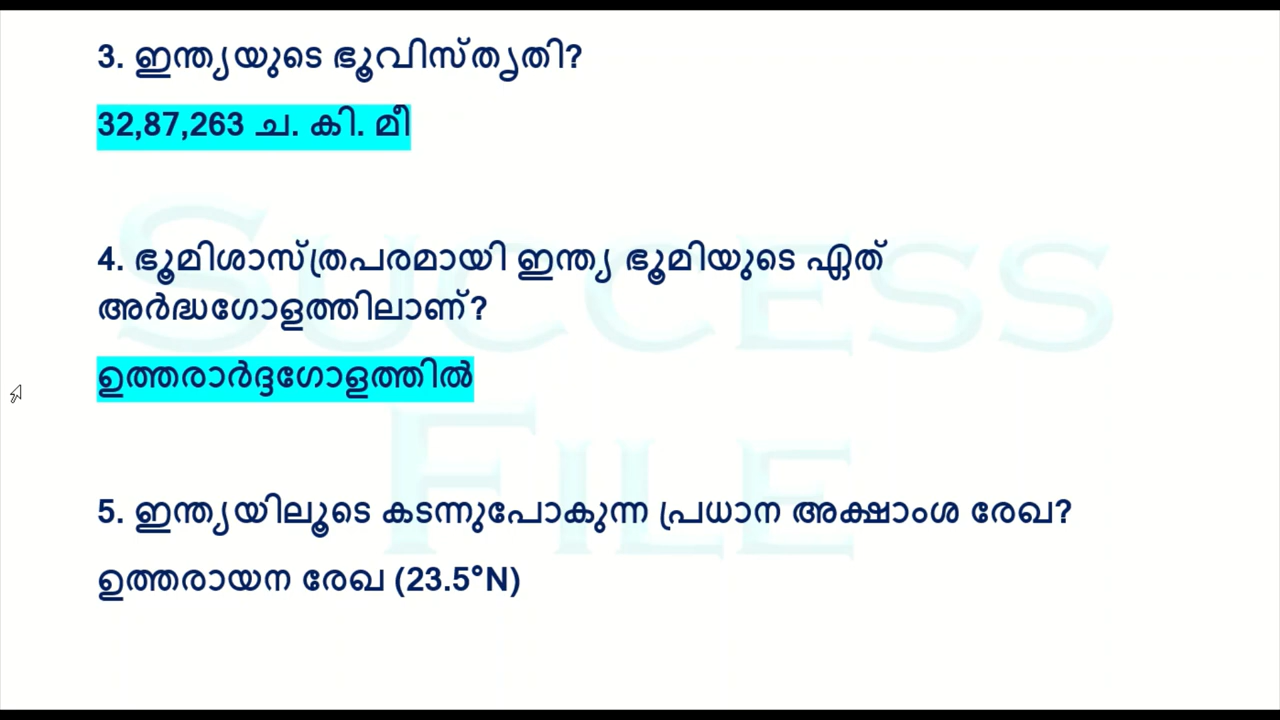 3. ഇന്ത്യയുടെ ഭൂവിസ്തൃതി?
32,87,263 ച. കി. മീ
4. ഭൂമിശാസ്ത്രപരമായി ഇന്ത്യ ഭൂമിയുടെ ഏത്
അർദ്ധഗോളത്തിലാണ്?
ഉത്തരാർദ്ദഗോളത്തിൽ
5. ഇന്ത്യയിലൂടെ കടന്നുപോകുന്ന പ്രധാന അക്ഷാംശ രേഖ?
ഉത്തരായന രേഖ (23.5°N)
SUCCESS
FILE